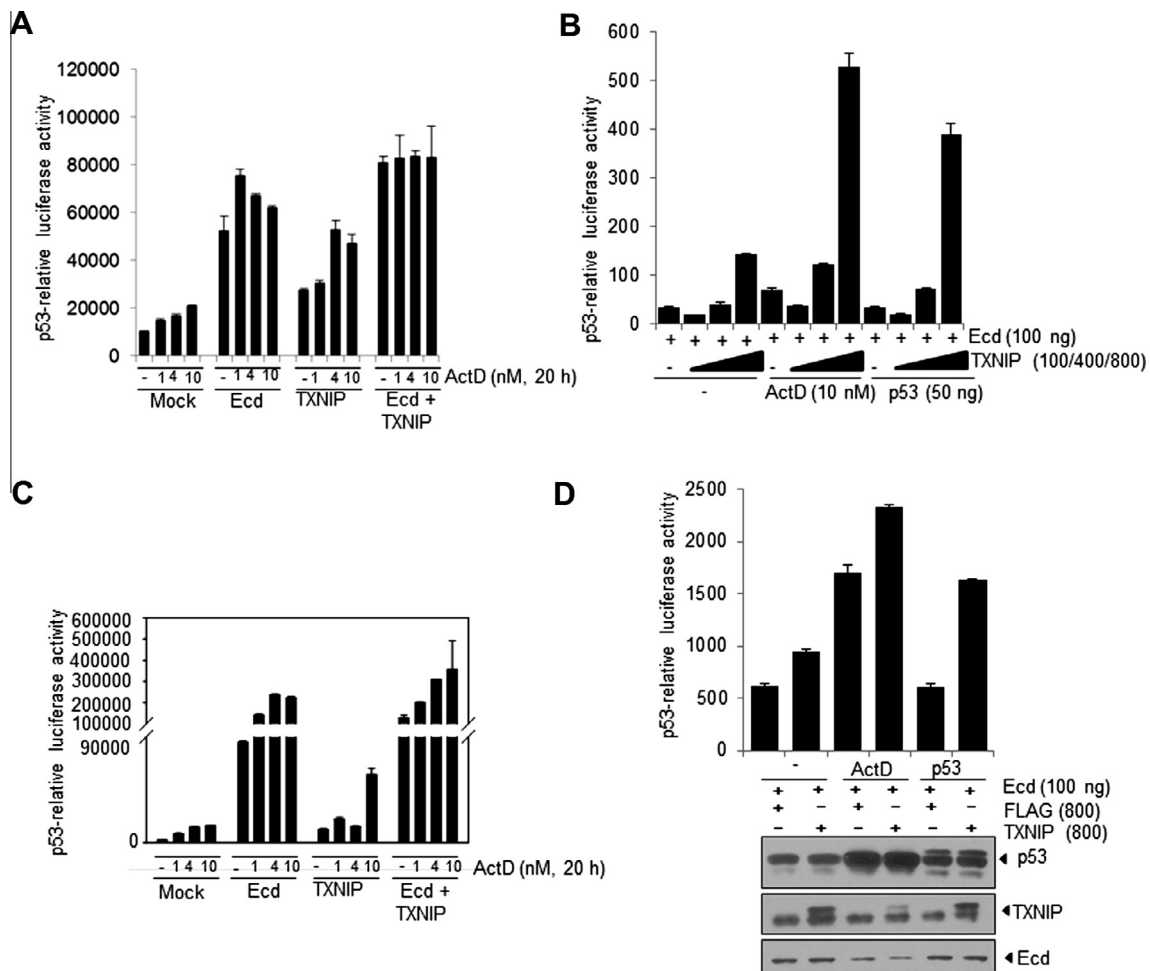 A
p53-relative luciferase activity
120000
100000
80000
60000
40000
20000
0
- 1 4 10 - 1 4 10 - 1 4 10 - 1 4 10 ActD (nM, 20 h)
Mock Ecd TXNIP Ecd + TXNIP
B
p53-relative luciferase activity
600
500
400
300
200
100
0
+ + + + + + + + + + + + Ecd (100 ng)
- - - TXNIP (100/400/800)
- ActD (10 nM) p53 (50 ng)
C
p53-relative luciferase activity
600000
500000
400000
300000
200000
100000
90000
0
- 1 4 10 - 1 4 10 - 1 4 10 - 1 4 10 ActD (nM, 20 h)
Mock Ecd TXNIP Ecd + TXNIP
D
p53-relative luciferase activity
2500
2000
1500
1000
500
0
- ActD p53
+ + + + + + Ecd (100 ng)
+ - + - + - FLAG (800)
- + - + - + TXNIP (800)
p53
TXNIP
Ecd